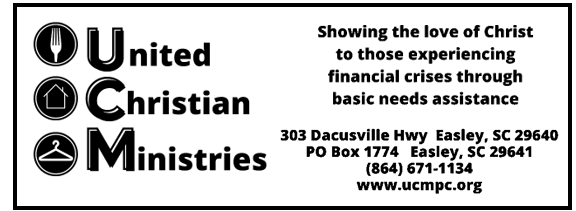 United
Christian
Ministries
Showing the love of Christ
to those experiencing
financial crises through
basic needs assistance
303 Dacusville Hwy Easley, SC 29640
PO Box 1774 Easley, SC 29641
(864) 671-1134
www.ucmpc.org